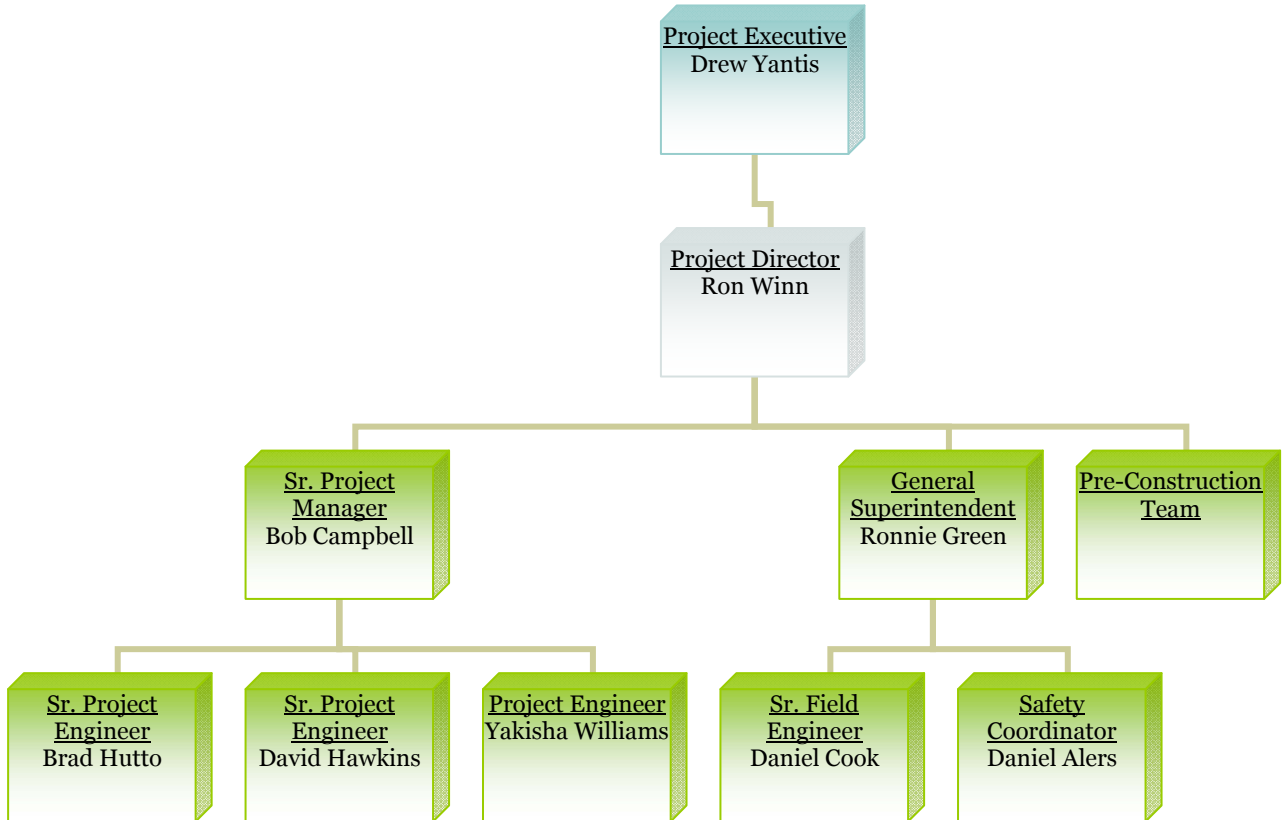 Project Executive
Drew Yantis
Project Director
Ron Winn
Sr. Project
Manager
Bob Campbell
General
Superintendent
Ronnie Green
Pre-Construction
Team
Sr. Project
Engineer
Brad Hutto
Sr. Project
Engineer
David Hawkins
Project Engineer
Yakisha Williams
Sr. Field
Engineer
Daniel Cook
Safety
Coordinator
Daniel Alers